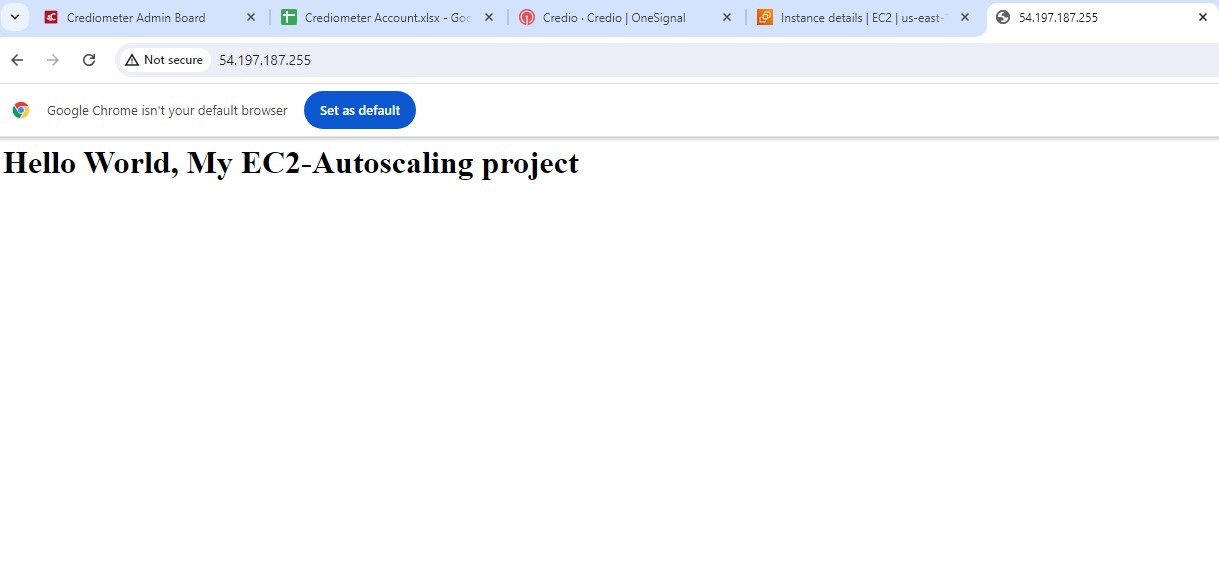 Crediometer Admin Board
Crediometer Account.xlsx - Goo
Credio · Credio | OneSignal
Instance details | EC2 | us-east-
54.197.187.255
Not secure
54.197.187.255
Google Chrome isn't your default browser
Set as default
Hello World, My EC2-Autoscaling project